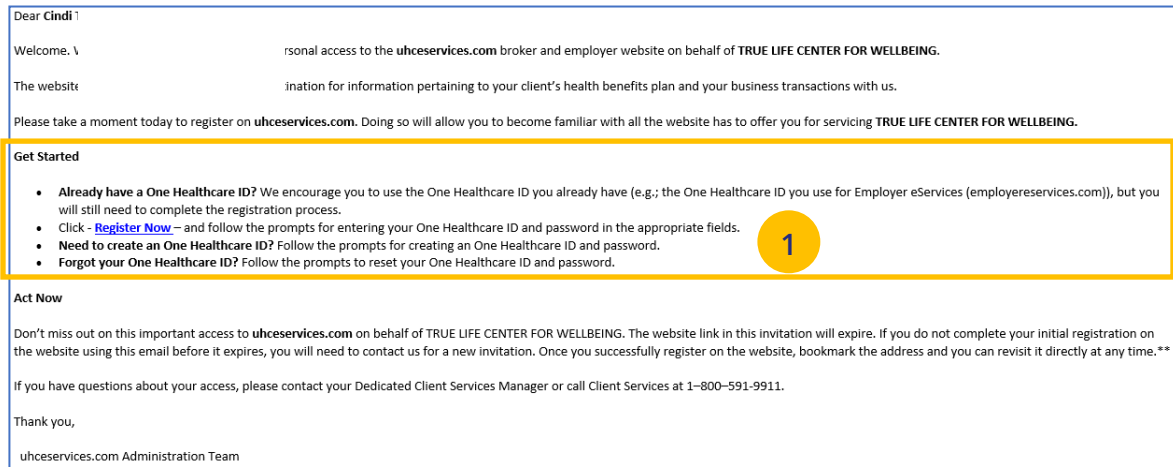 Dear Cindi
Welcome. rsonal access to the uhceservices.com broker and employer website on behalf of TRUE LIFE CENTER FOR WELLBEING.
The website ination for information pertaining to your client's health benefits plan and your business transactions with us.
Please take a moment today to register on uhceservices.com. Doing so will allow you to become familiar with all the website has to offer you for servicing TRUE LIFE CENTER FOR WELLBEING.
Get Started
• Already have a One Healthcare ID? We encourage you to use the One Healthcare ID you already have (e.g.; the One Healthcare ID you use for Employer eServices (employereservices.com)), but you
will still need to complete the registration process.
• Click - Register Now – and follow the prompts for entering your One Healthcare ID and password in the appropriate fields.
• Need to create an One Healthcare ID? Follow the prompts for creating an One Healthcare ID and password.
• Forgot your One Healthcare ID? Follow the prompts to reset your One Healthcare ID and password.
1
Act Now
Don't miss out on this important access to uhceservices.com on behalf of TRUE LIFE CENTER FOR WELLBEING. The website link in this invitation will expire. If you do not complete your initial registration on
the website using this email before it expires, you will need to contact us for a new invitation. Once you successfully register on the website, bookmark the address and you can revisit it directly at any time.**
If you have questions about your access, please contact your Dedicated Client Services Manager or call Client Services at 1–800–591-9911.
Thank you,
uhceservices.com Administration Team